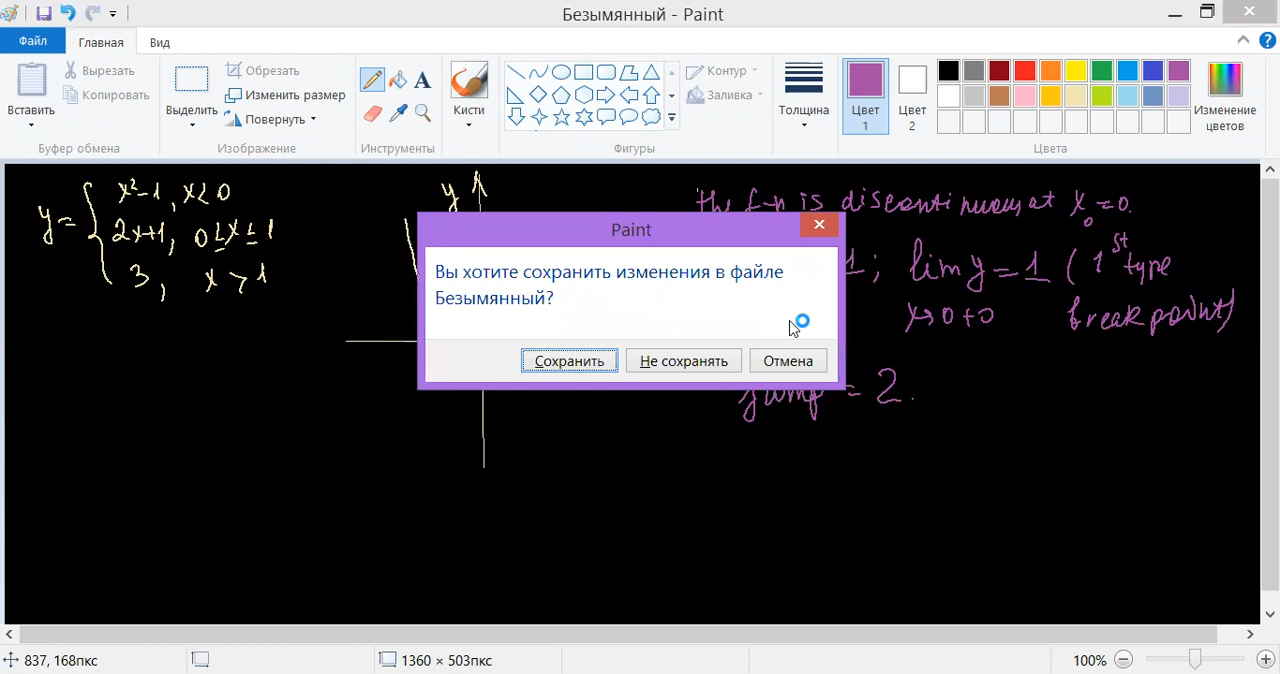 Безымянный - Paint
Файл
Главная
Вид
Вставить
Вырезать
Копировать
Буфер обмена
Выделить
Обрезать
Изменить размер
Повернуть
Изображение
A
Инструменты
Кисти
Контур
Заливка
Фигуры
Толщина
Цвет 1
Цвет 2
Изменение цветов
Цвета
y = { x²-1, x<0
2x+1, 0≤x≤1
3, x>1
y
the f-n is discontinuous at x₀=0.
1; lim y = 1 (1st type
x→0+0 break point)
jump = 2.
Paint
Вы хотите сохранить изменения в файле
Безымянный?
Сохранить
Не сохранять
Отмена
837, 168пкс
1360 × 503пкс
100%